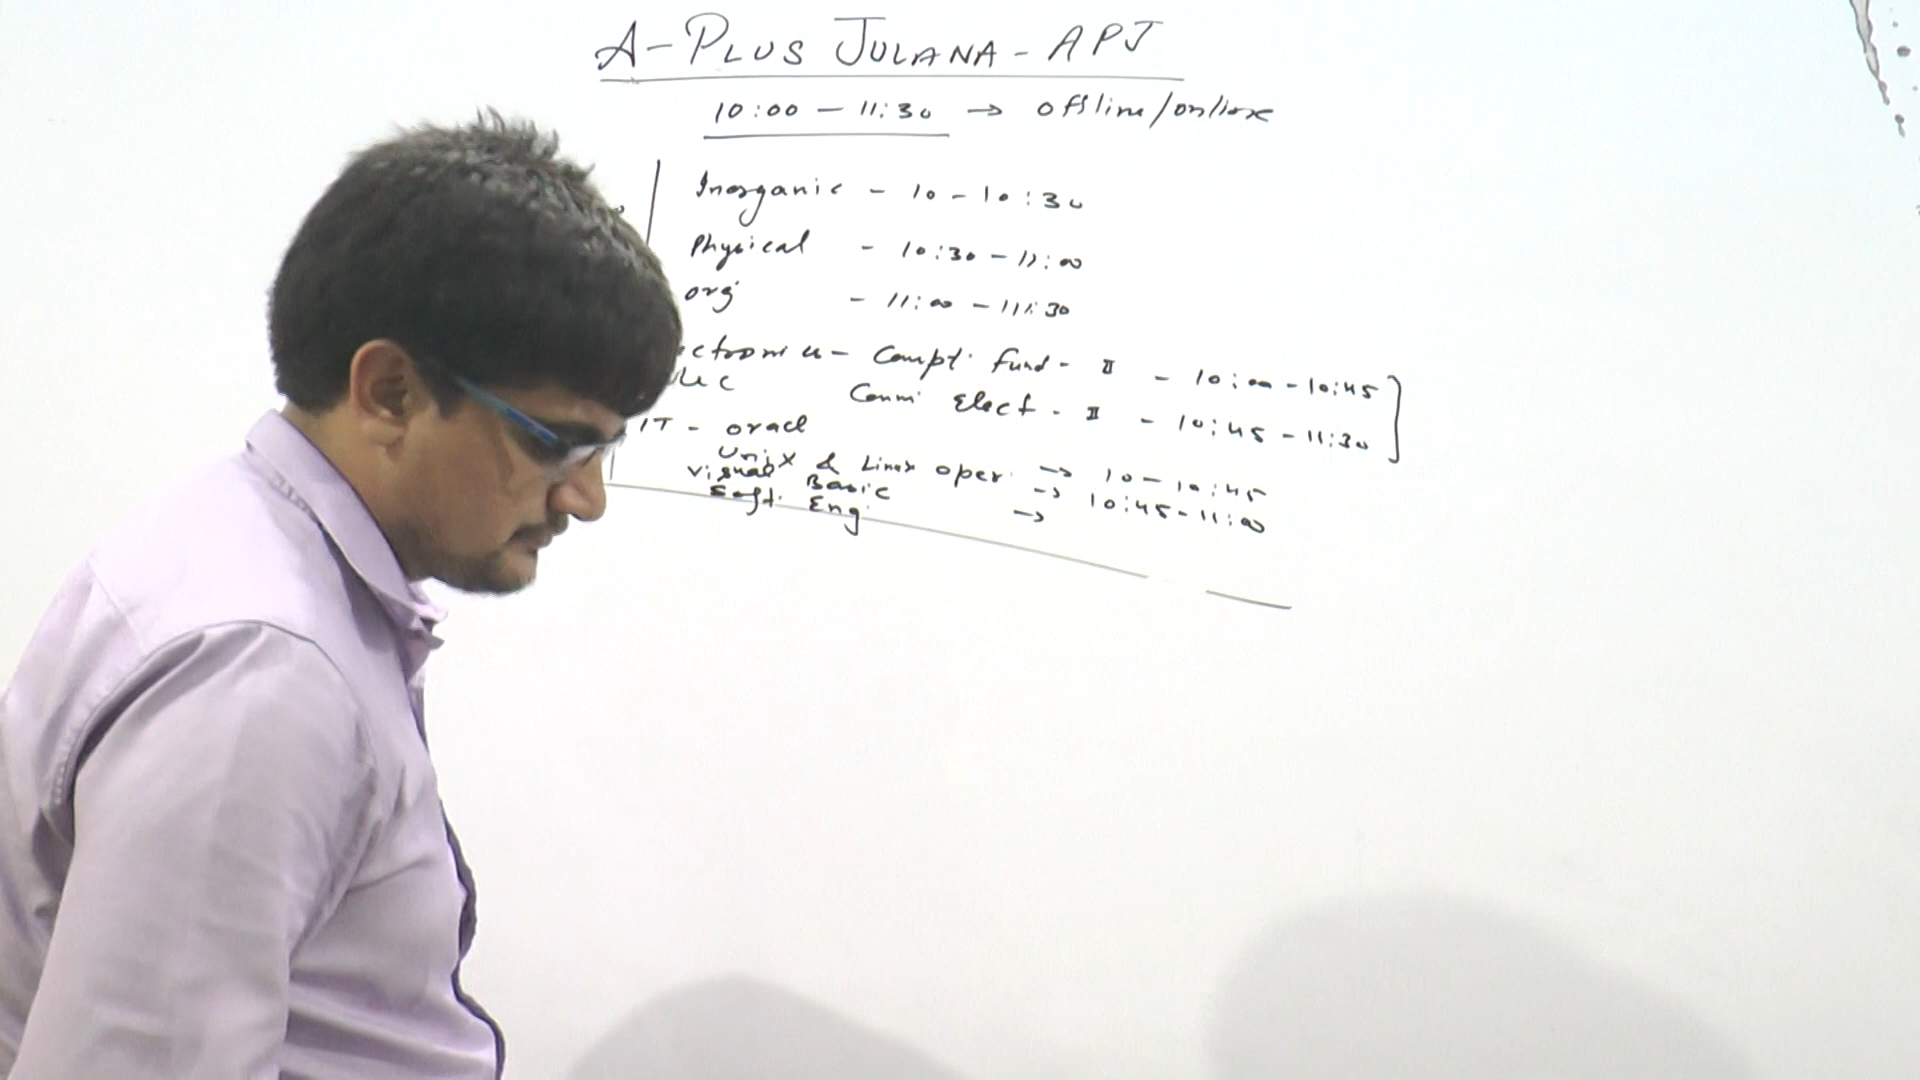 A-PLUS JULANA - APJ
10:00 - 11:30 → offline/online
Inorganic - 10 - 10:30
Physical - 10:30 - 11:00
org - 11:00 - 11:30
Compt. fund - II - 10:00 - 10:45
Comm. Elect. - II - 10:45 - 11:30
IT - oracl
Unix & Linux oper. → 10 - 10:45
Visual Basic → 10:45 - 11:00
Soft. Eng. →